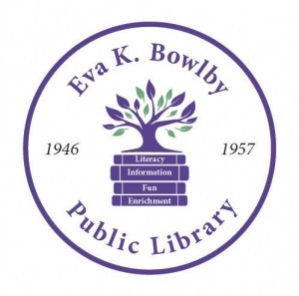 Eva K. Bowlby
1946
1957
Literacy
Information
Fun
Enrichment
Public Library